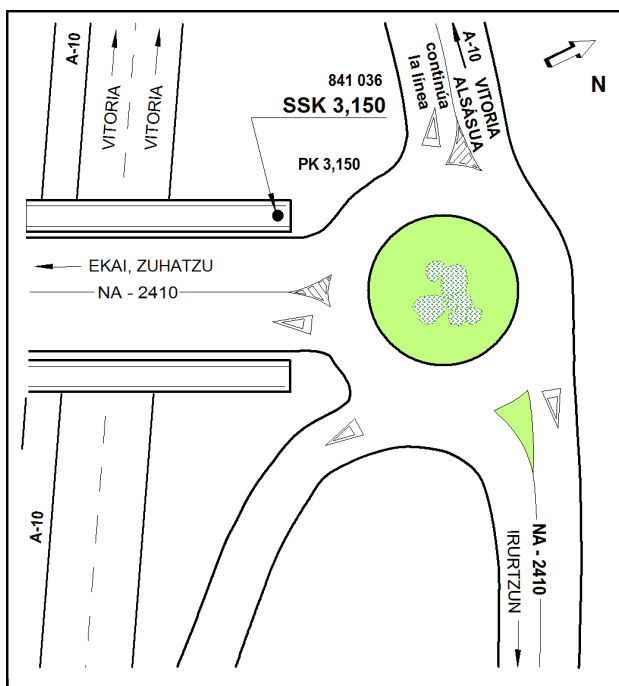 A-10
VITORIA
VITORIA
841 036
SSK 3,150
PK 3,150
continúa
la línea
A-10 VITORIA
ALSÁSUA
N
EKAI, ZUHATZU
NA - 2410
A-10
NA - 2410
IRURTZUN